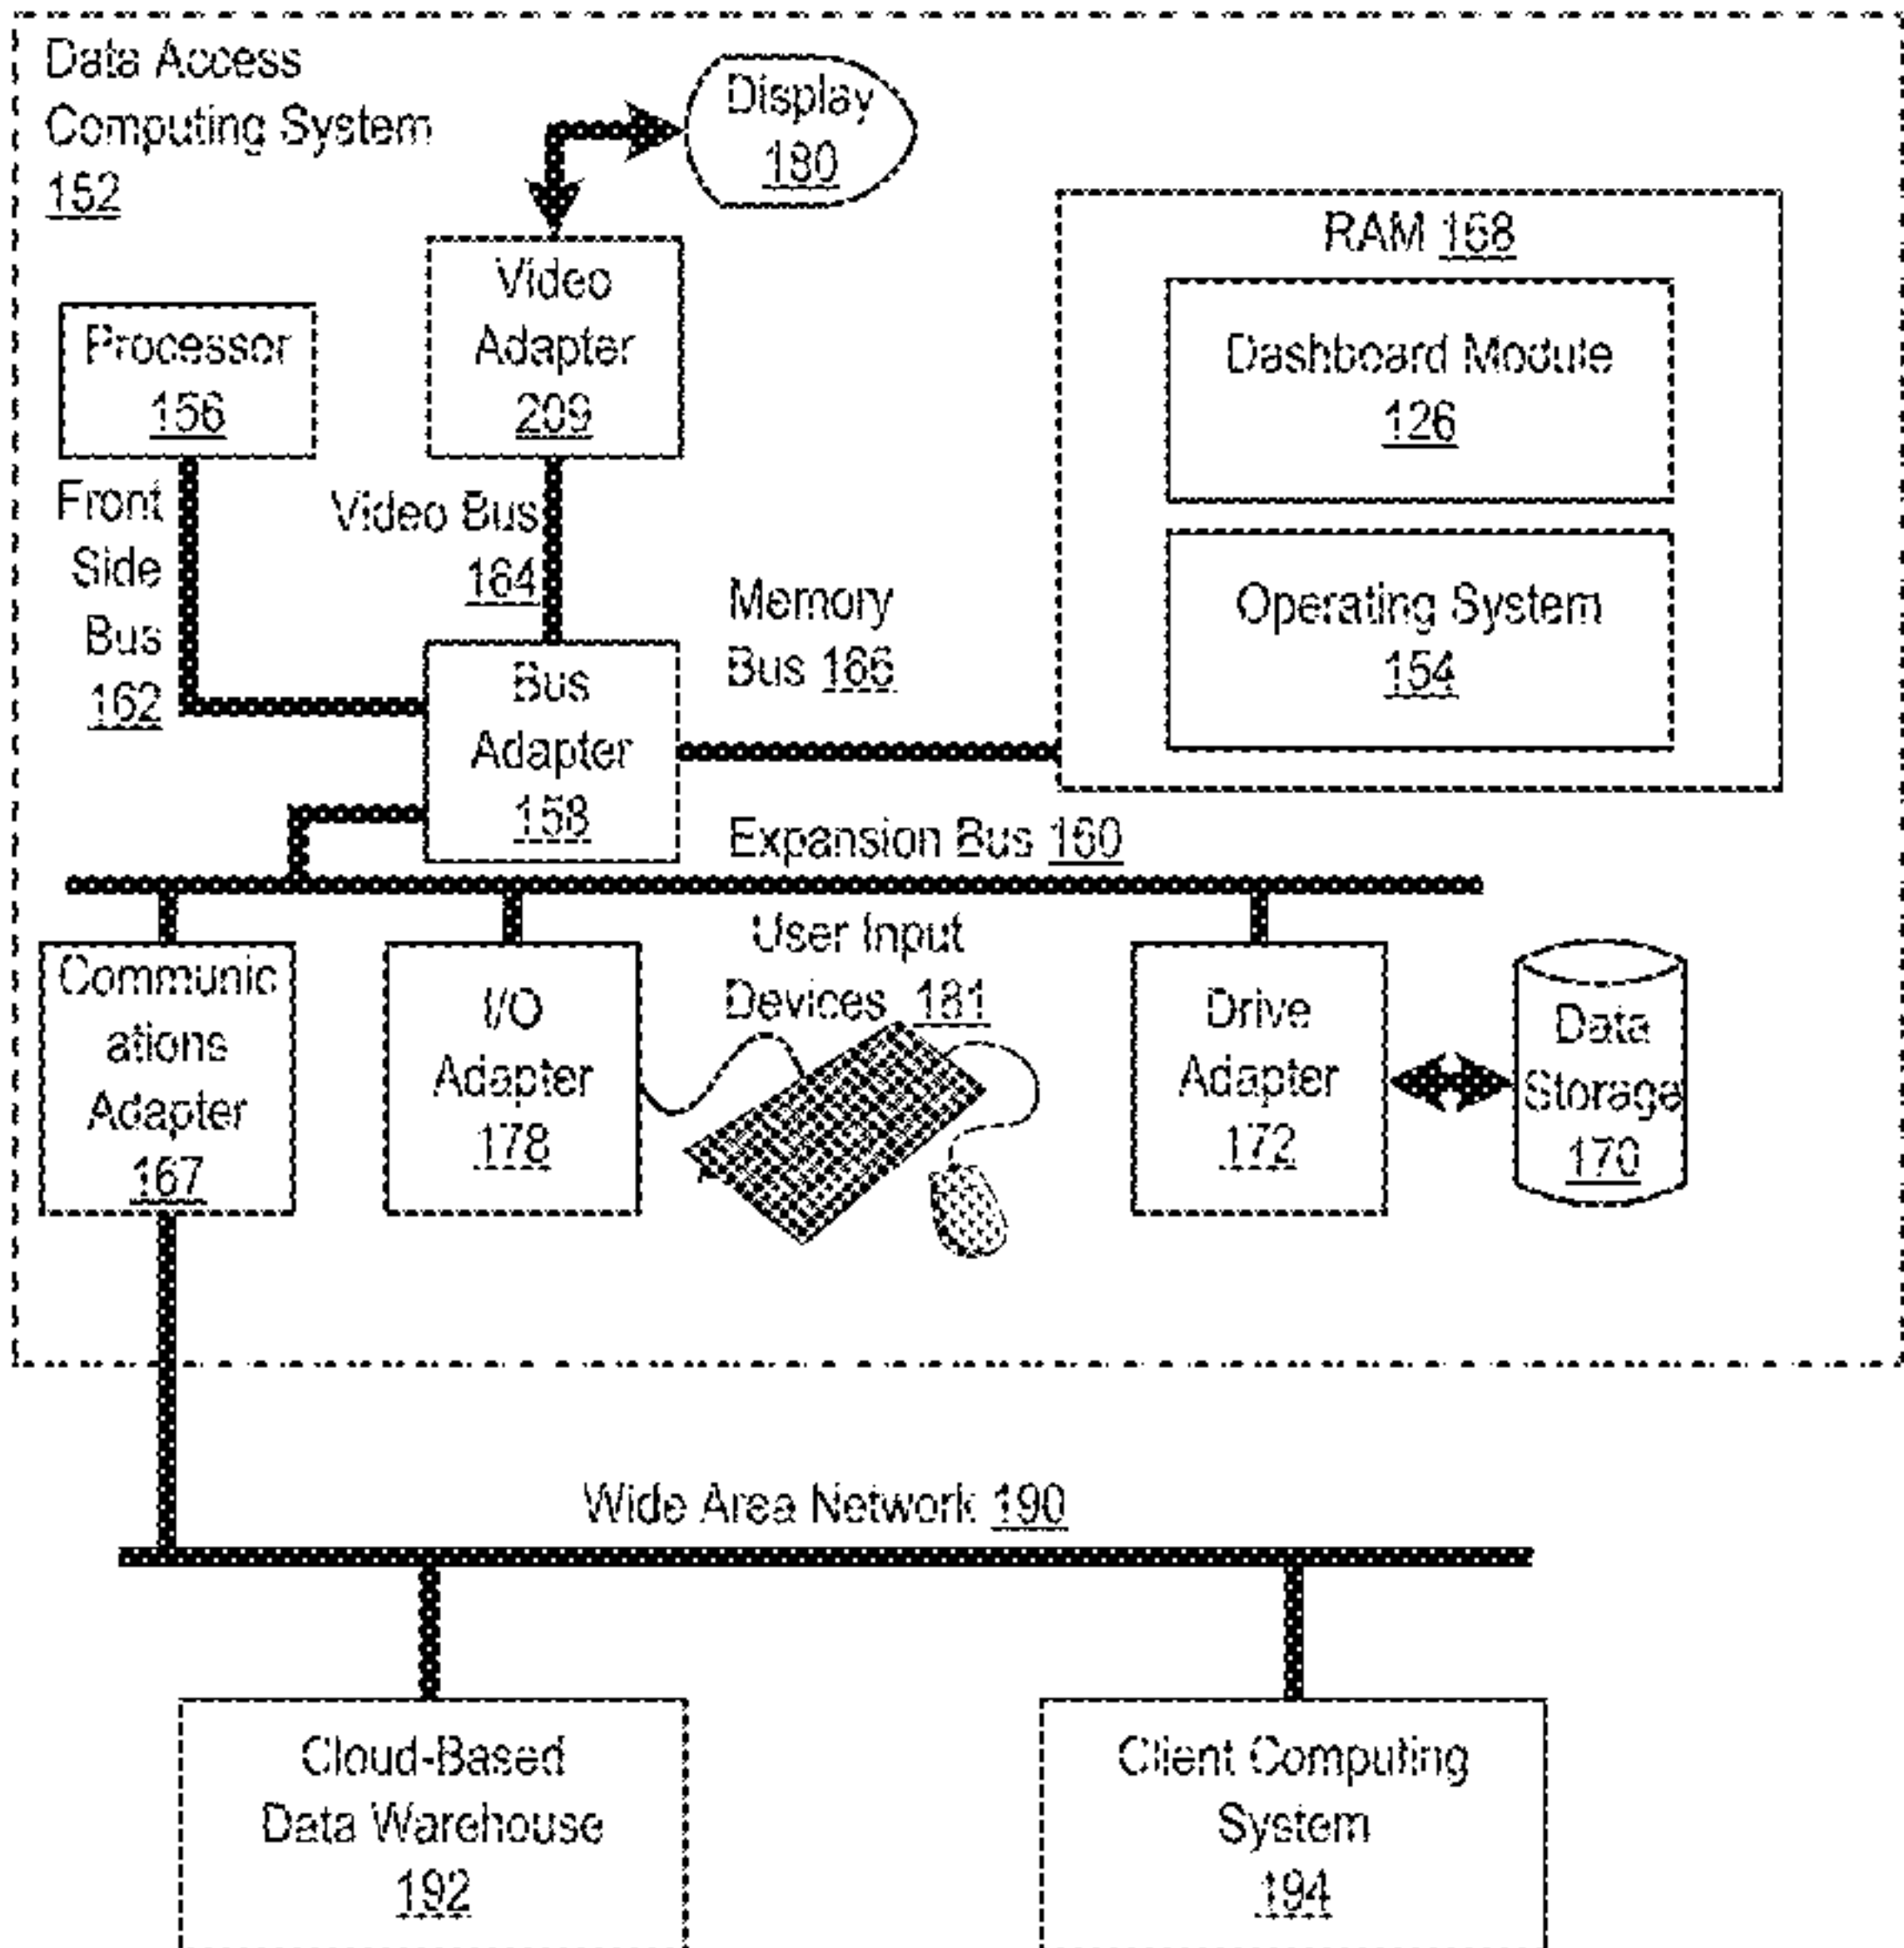 Data Access
Computing System
152
Display
180
Video
Adapter
209
RAM 168
Processor
156
Dashboard Module
126
Front
Side
Bus
162
Video Bus
164
Memory
Bus 166
Operating System
154
Bus
Adapter
158
Expansion Bus 160
Communic
ations
Adapter
167
I/O
Adapter
178
User Input
Devices 181
Drive
Adapter
172
Data
Storage
170
Wide Area Network 190
Cloud-Based
Data Warehouse
192
Client Computing
System
194